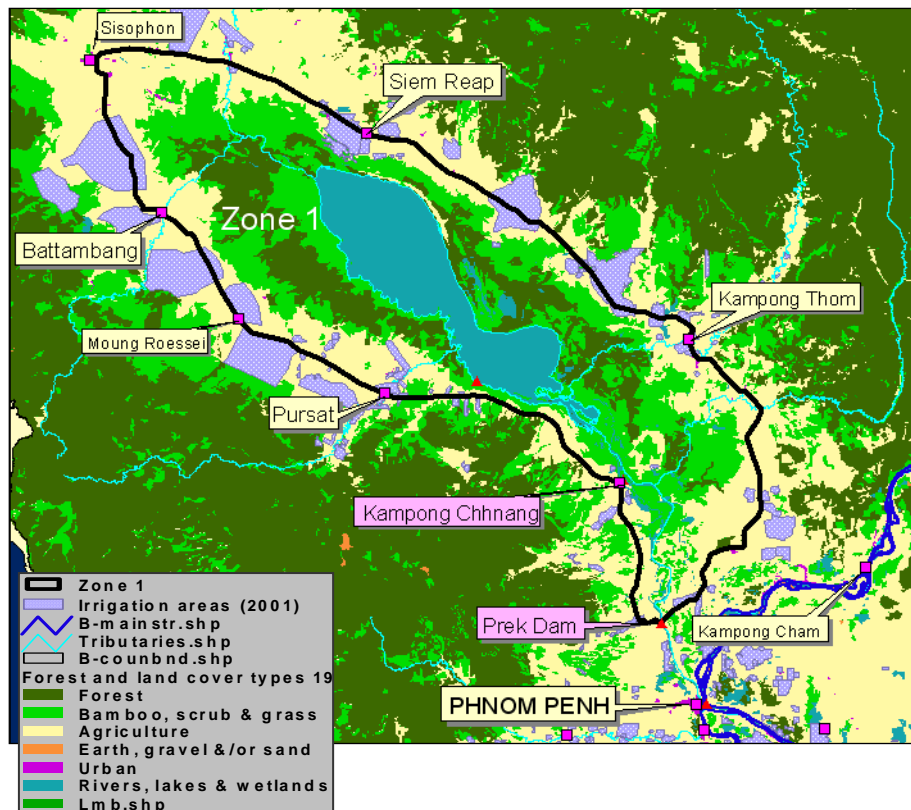 Sisophon
Siem Reap
Zone 1
Battambang
Kampong Thom
Moung Roessei
Pursat
Kampong Chhnang
Prek Dam
Kampong Cham
PHNOM PENH
Zone 1
Irrigation areas (2001)
B-mainstr.shp
Tributaries.shp
B-counbnd.shp
Forest and land cover types 19
Forest
Bamboo, scrub & grass
Agriculture
Earth, gravel &/or sand
Urban
Rivers, lakes & wetlands
Lmb.shp